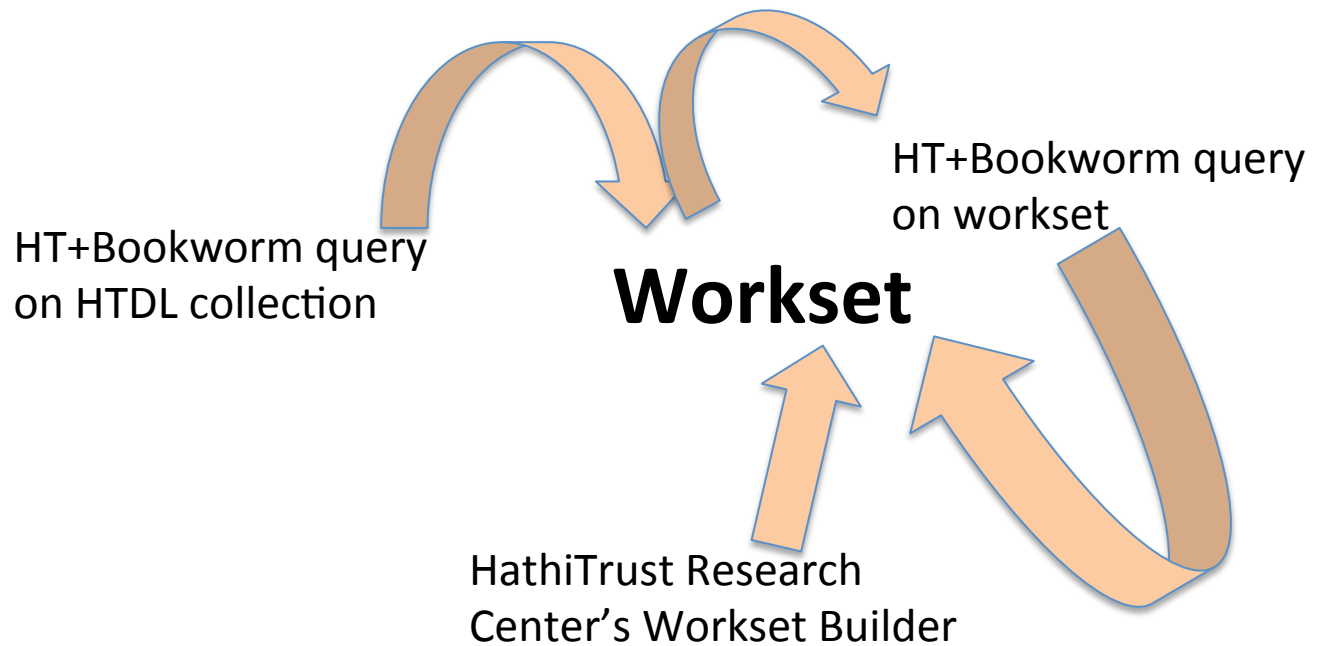 HT+Bookworm query
on workset
HT+Bookworm query
on HTDL collection
Workset
HathiTrust Research
Center’s Workset Builder